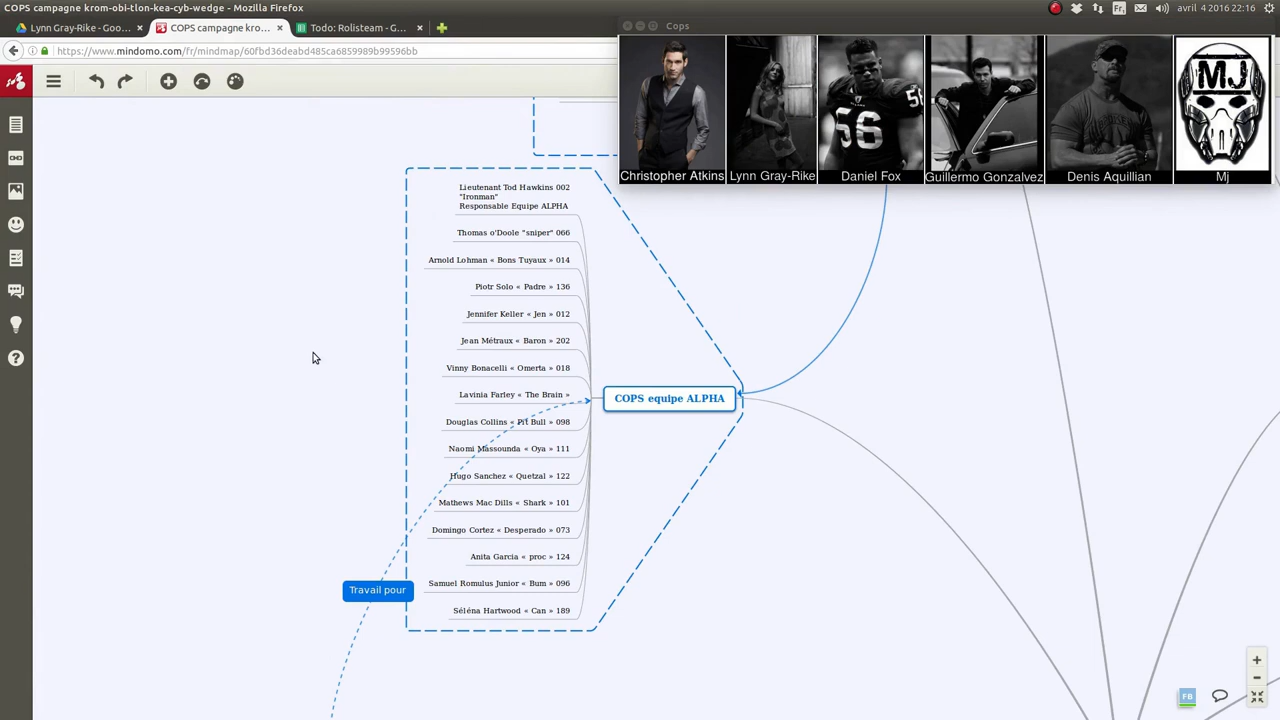 COPS campagne krom-obl-tlon-kea-cyb-wedge - Mozilla Firefox
Fr
avril 4 2016 22:16
Lynn Gray-Rike - Goo...
COPS campagne kro...
Todo: Rolisteam - G...
https://www.mindomo.com/fr/mindmap/60fbd36deabd485ca6859989b99596bb
Cops
56
5
MJ
Christopher Atkins
Lynn Gray-Rike
Daniel Fox
Guillermo Gonzalvez
Denis Aquillian
Mj
Lieutenant Tod Hawkins 002
"Ironman"
Responsable Equipe ALPHA
Thomas o'Doole "sniper" 066
Arnold Lohman « Bons Tuyaux » 014
Piotr Solo « Padre » 136
Jennifer Keller « Jen » 012
Jean Métraux « Baron » 202
Vinny Bonacelli « Omerta » 018
Lavinia Farley « The Brain »
COPS equipe ALPHA
Douglas Collins « Pit Bull » 098
Naomi Massounda « Oya » 111
Hugo Sanchez « Quetzal » 122
Mathews Mac Dills « Shark » 101
Domingo Cortez « Desperado » 073
Anita Garcia « proc » 124
Samuel Romulus Junior « Bum » 096
Travail pour
Séléna Hartwood « Can » 189
FB